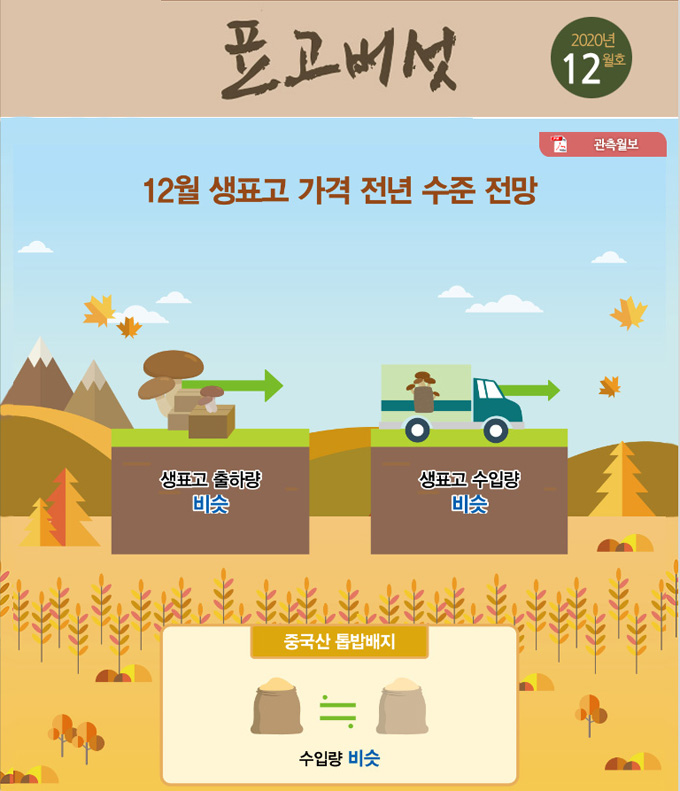 표고버섯
2020년
12월호
관측월보
12월 생표고 가격 전년 수준 전망
생표고 출하량
비슷
생표고 수입량
비슷
중국산 톱밥배지
수입량 비슷